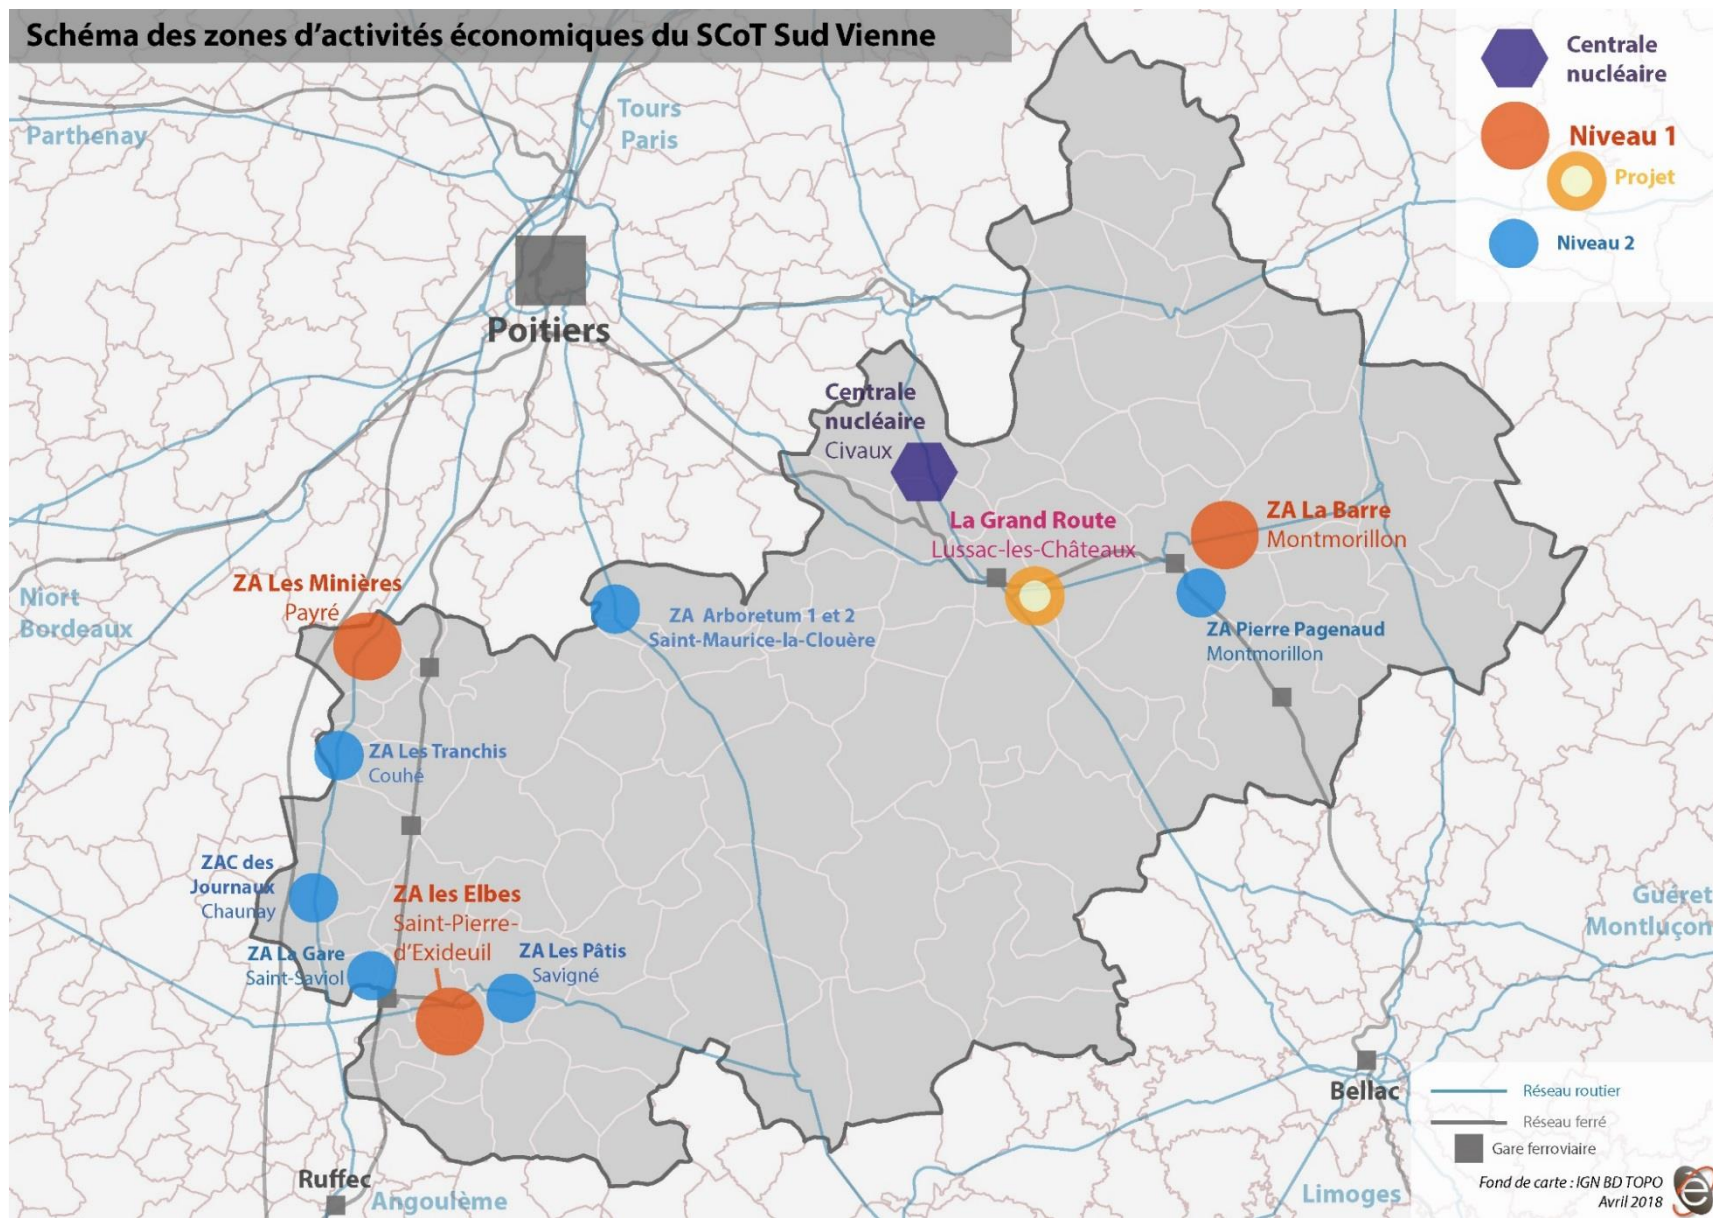 Schéma des zones d'activités économiques du SCoT Sud Vienne
Centrale
nucléaire
Niveau 1
Projet
Niveau 2
Parthenay
Tours
Paris
Poitiers
Centrale
nucléaire
Civaux
La Grand Route
Lussac-les-Châteaux
ZA La Barre
Montmorillon
ZA Les Minières
Payré
Niort
Bordeaux
ZA Arboretum 1 et 2
Saint-Maurice-la-Clouère
ZA Pierre Pagenaud
Montmorillon
ZA Les Tranchis
Couhé
ZAC des
Journaux
Chaunay
ZA les Elbes
Saint-Pierre-
d'Exideuil
ZA La Gare
Saint-Saviol
ZA Les Pâtis
Savigné
Guéret
Montluçon
Bellac
Ruffec
Angoulème
Limoges
Réseau routier
Réseau ferré
Gare ferroviaire
Fond de carte : IGN BD TOPO
Avril 2018